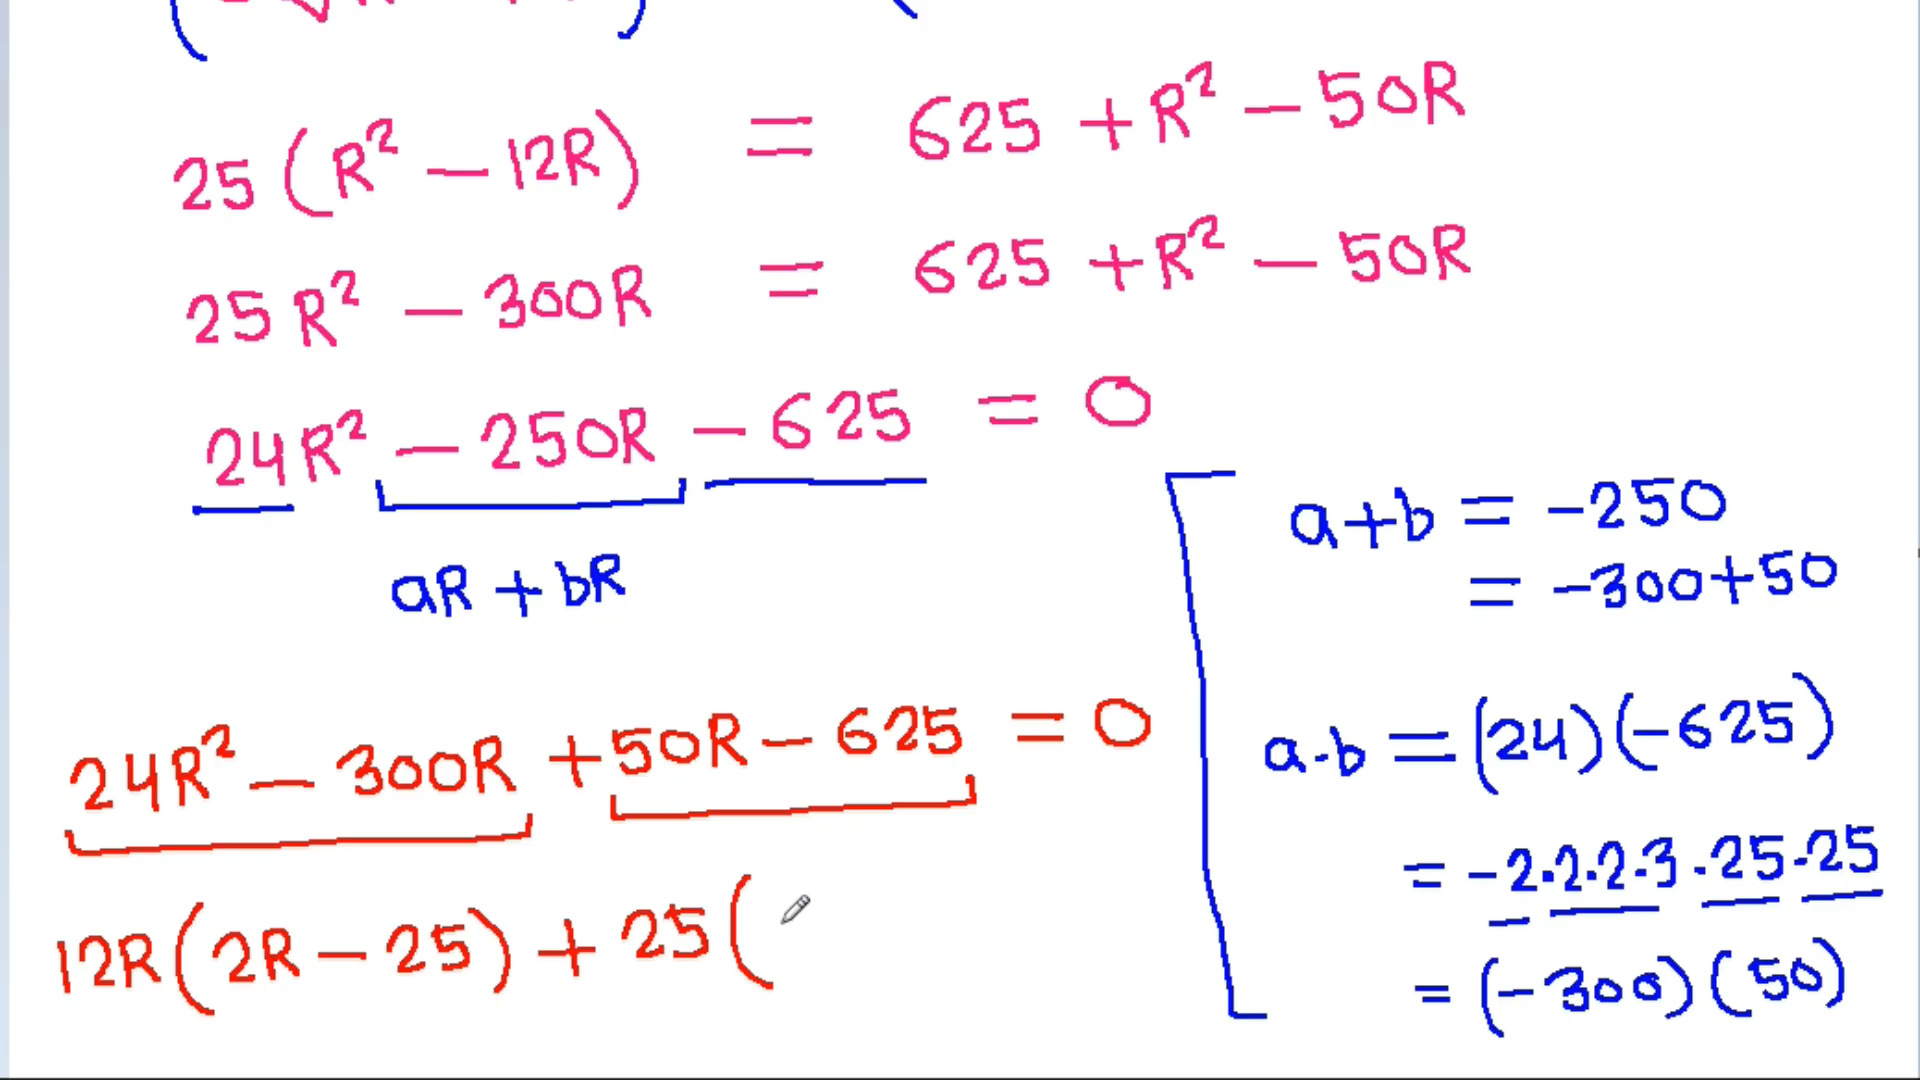 25(R² - 12R) = 625 + R² - 50R
25R² - 300R = 625 + R² - 50R
24R² - 250R - 625 = 0
aR + bR
24R² - 300R + 50R - 625 = 0
12R(2R - 25) + 25(
a+b = -250
= -300+50
a·b = (24)(-625)
= -2·2·2·3·25·25
= (-300)(50)